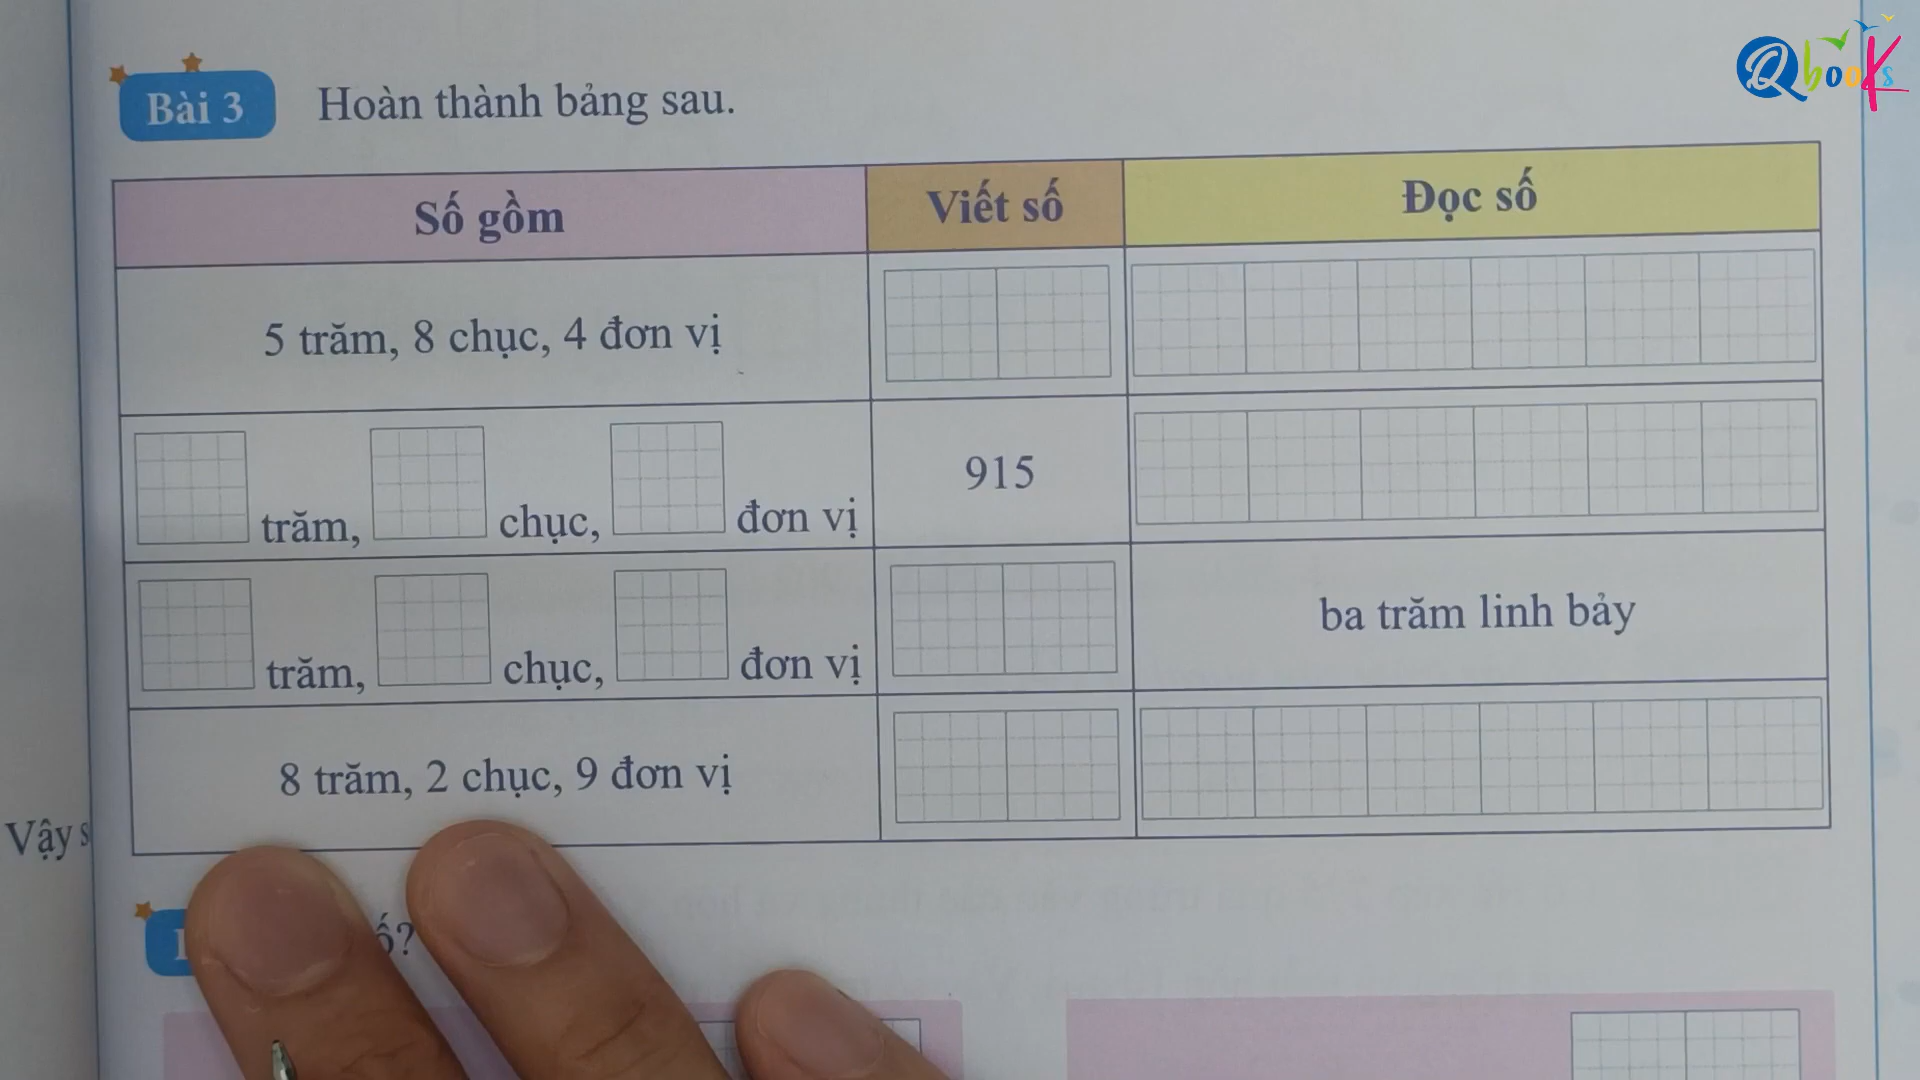 Qbooks
Bài 3 Hoàn thành bảng sau.
Số gồm Viết số Đọc số
5 trăm, 8 chục, 4 đơn vị
trăm, chục, đơn vị 915
trăm, chục, đơn vị ba trăm linh bảy
8 trăm, 2 chục, 9 đơn vị
Vậy s
ố?